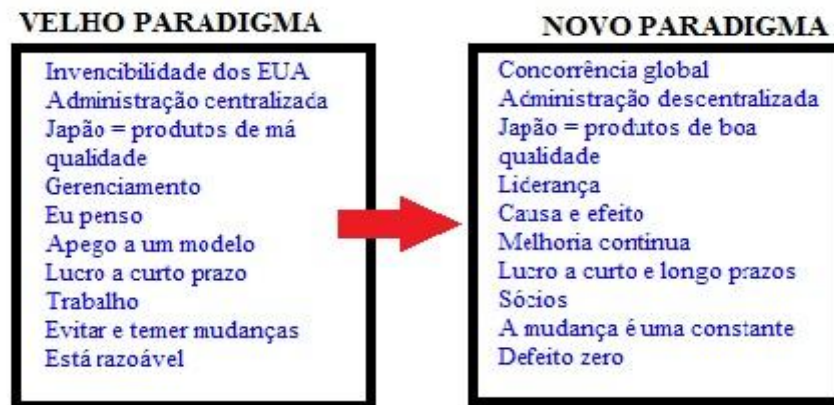 VELHO PARADIGMA
Invencibilidade dos EUA
Administração centralizada
Japão = produtos de má
qualidade
Gerenciamento
Eu penso
Apego a um modelo
Lucro a curto prazo
Trabalho
Evitar e temer mudanças
Está razoável
NOVO PARADIGMA
Concorrência global
Administração descentralizada
Japão = produtos de boa
qualidade
Liderança
Causa e efeito
Melhoria continua
Lucro a curto e longo prazos
Sócios
A mudança é uma constante
Defeito zero